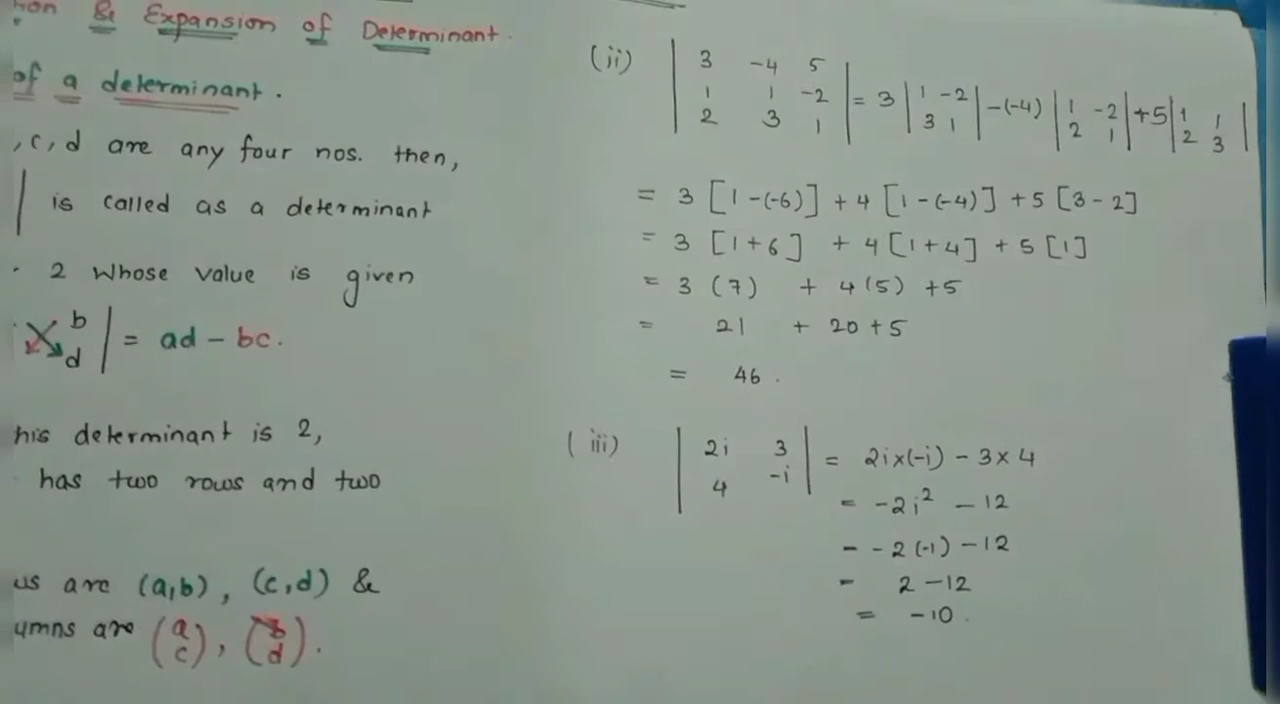 & Expansion of Determinant.
of a determinant.
, c, d are any four nos. then,
| is called as a determinant
2 whose value is given
b
d | = ad - bc.
his determinant is 2,
has two rows and two
us are (a,b), (c,d) &
umns are (a c), (b d).
(ii) | 3 -4 5
1 1 -2
2 3 1 | = 3 | 1 -2
3 1 | -(-4) | 1 -2
2 1 | +5 | 1 1
2 3 |
= 3 [1-(-6)] + 4 [1-(-4)] + 5 [3-2]
= 3 [1+6] + 4 [1+4] + 5 [1]
= 3 (7) + 4(5) +5
= 21 + 20 + 5
= 46.
(iii) | 2i 3
4 -i | = 2i×(-i) - 3×4
= -2i² - 12
= -2(-1) -12
= 2 -12
= -10.